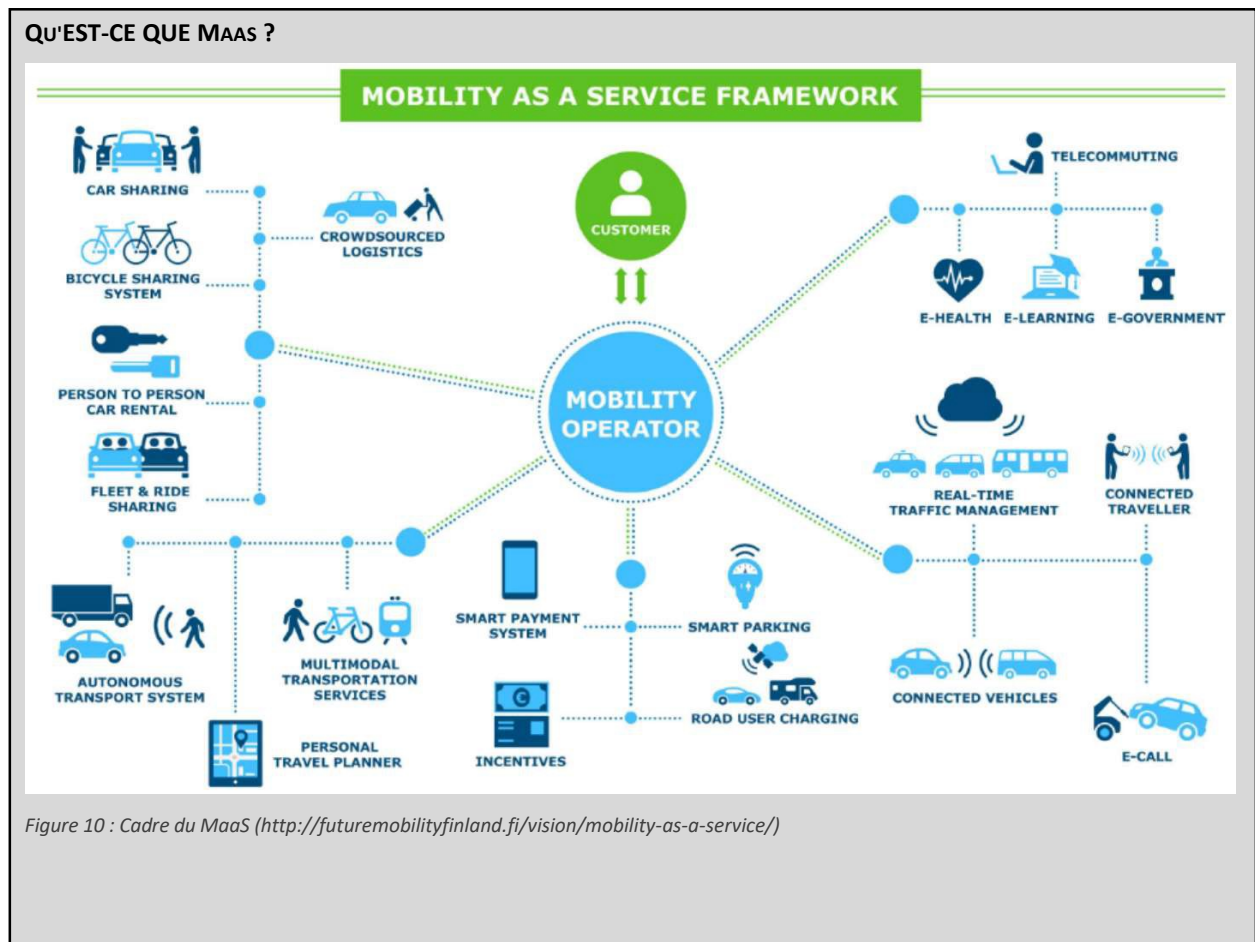 QU'EST-CE QUE MAAS ?
MOBILITY AS A SERVICE FRAMEWORK
CAR SHARING
CROWDSOURCED
LOGISTICS
BICYCLE SHARING
SYSTEM
PERSON TO PERSON
CAR RENTAL
FLEET & RIDE
SHARING
CUSTOMER
MOBILITY
OPERATOR
TELECOMMUTING
E-HEALTH
E-LEARNING
E-GOVERNMENT
REAL-TIME
TRAFFIC MANAGEMENT
CONNECTED
TRAVELLER
AUTONOMOUS
TRANSPORT SYSTEM
MULTIMODAL
TRANSPORTATION
SERVICES
PERSONAL
TRAVEL PLANNER
SMART PAYMENT
SYSTEM
SMART PARKING
INCENTIVES
ROAD USER CHARGING
CONNECTED VEHICLES
E-CALL
Figure 10 : Cadre du MaaS (http://futuremobilityfinland.fi/vision/mobility-as-a-service/)